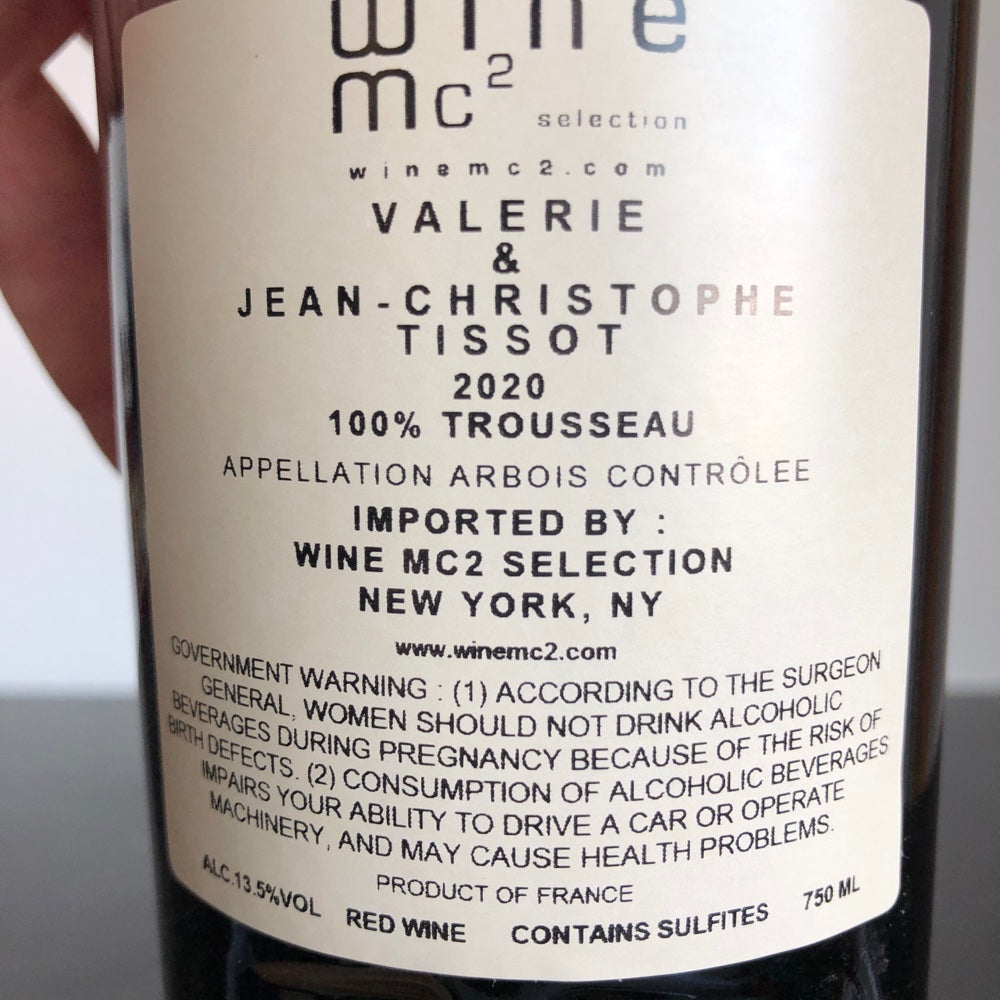 wine
mc²
selection
winemc2.com
VALERIE
&
JEAN-CHRISTOPHE
TISSOT
2020
100% TROUSSEAU
APPELLATION ARBOIS CONTRÔLEE
IMPORTED BY :
WINE MC2 SELECTION
NEW YORK, NY
www.winemc2.com
GOVERNMENT WARNING : (1) ACCORDING TO THE SURGEON
GENERAL, WOMEN SHOULD NOT DRINK ALCOHOLIC
BEVERAGES DURING PREGNANCY BECAUSE OF THE RISK OF
BIRTH DEFECTS. (2) CONSUMPTION OF ALCOHOLIC BEVERAGES
IMPAIRS YOUR ABILITY TO DRIVE A CAR OR OPERATE
MACHINERY, AND MAY CAUSE HEALTH PROBLEMS.
PRODUCT OF FRANCE
ALC.13.5%VOL RED WINE CONTAINS SULFITES 750 ML